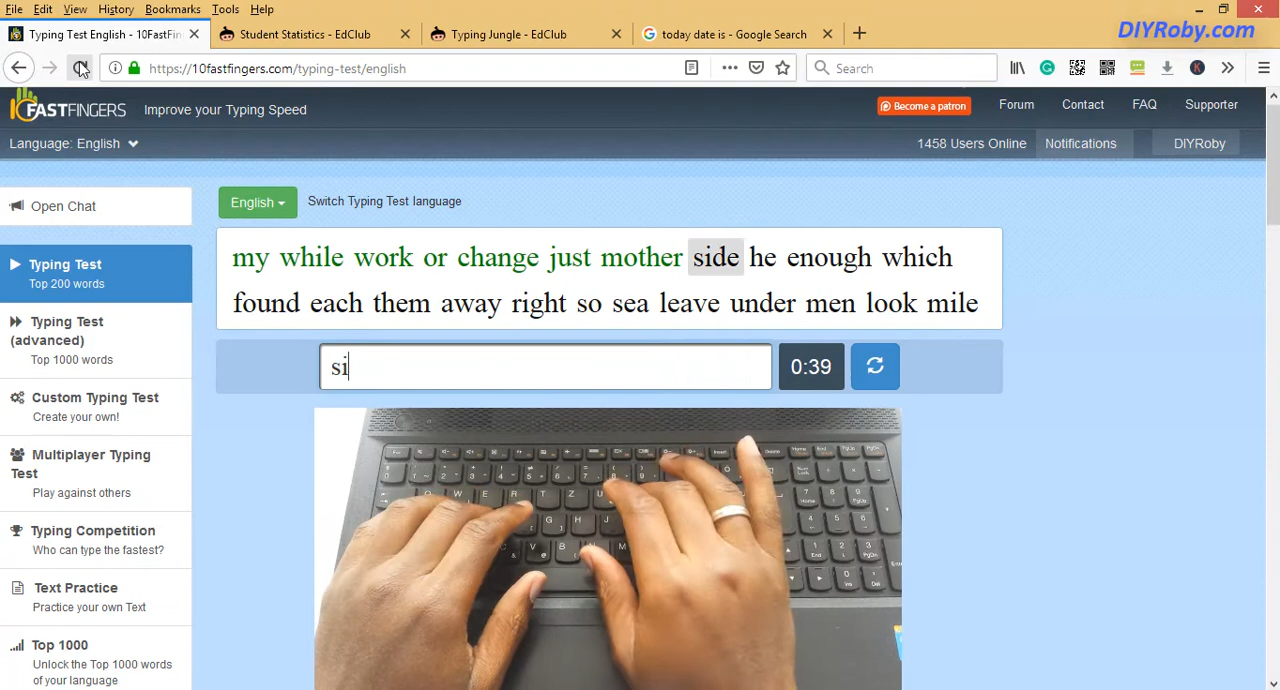 File Edit View History Bookmarks Tools Help
Typing Test English - 10FastFin
Student Statistics - EdClub
Typing Jungle - EdClub
today date is - Google Search
DIYRoby.com
https://10fastfingers.com/typing-test/english
Search
10FASTFINGERS Improve your Typing Speed
Become a patron
Forum Contact FAQ Supporter
Language: English
1458 Users Online Notifications DIYRoby
Open Chat
English
Switch Typing Test language
my while work or change just mother side he enough which
found each them away right so sea leave under men look mile
si
0:39
Typing Test
Top 200 words
Typing Test
(advanced)
Top 1000 words
Custom Typing Test
Create your own!
Multiplayer Typing
Test
Play against others
Typing Competition
Who can type the fastest?
Text Practice
Practice your own Text
Top 1000
Unlock the Top 1000 words
of your language